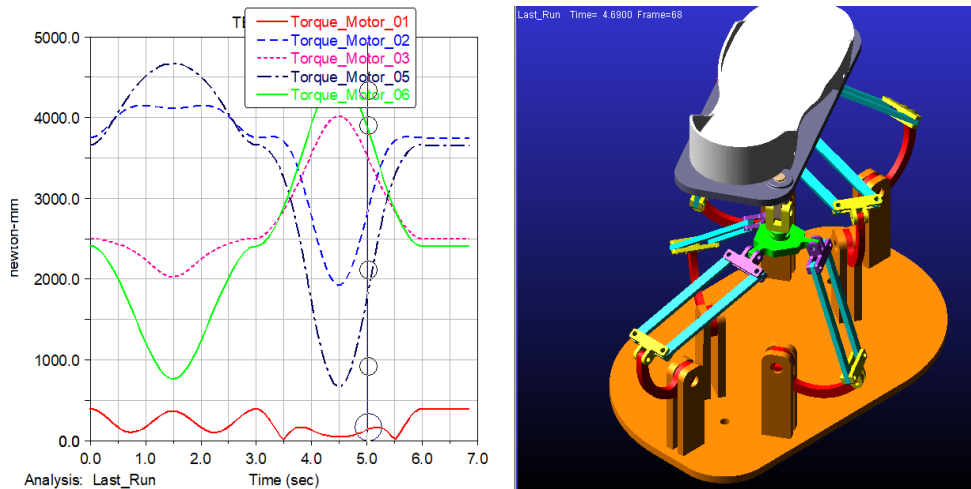 Torque_Motor_01
Torque_Motor_02
Torque_Motor_03
Torque_Motor_05
Torque_Motor_06
5000.0
4000.0
3000.0
2000.0
1000.0
0.0
newton-mm
0.0 1.0 2.0 3.0 4.0 5.0 6.0 7.0
Analysis: Last_Run Time (sec)
Last_Run Time= 4.6900 Frame=68